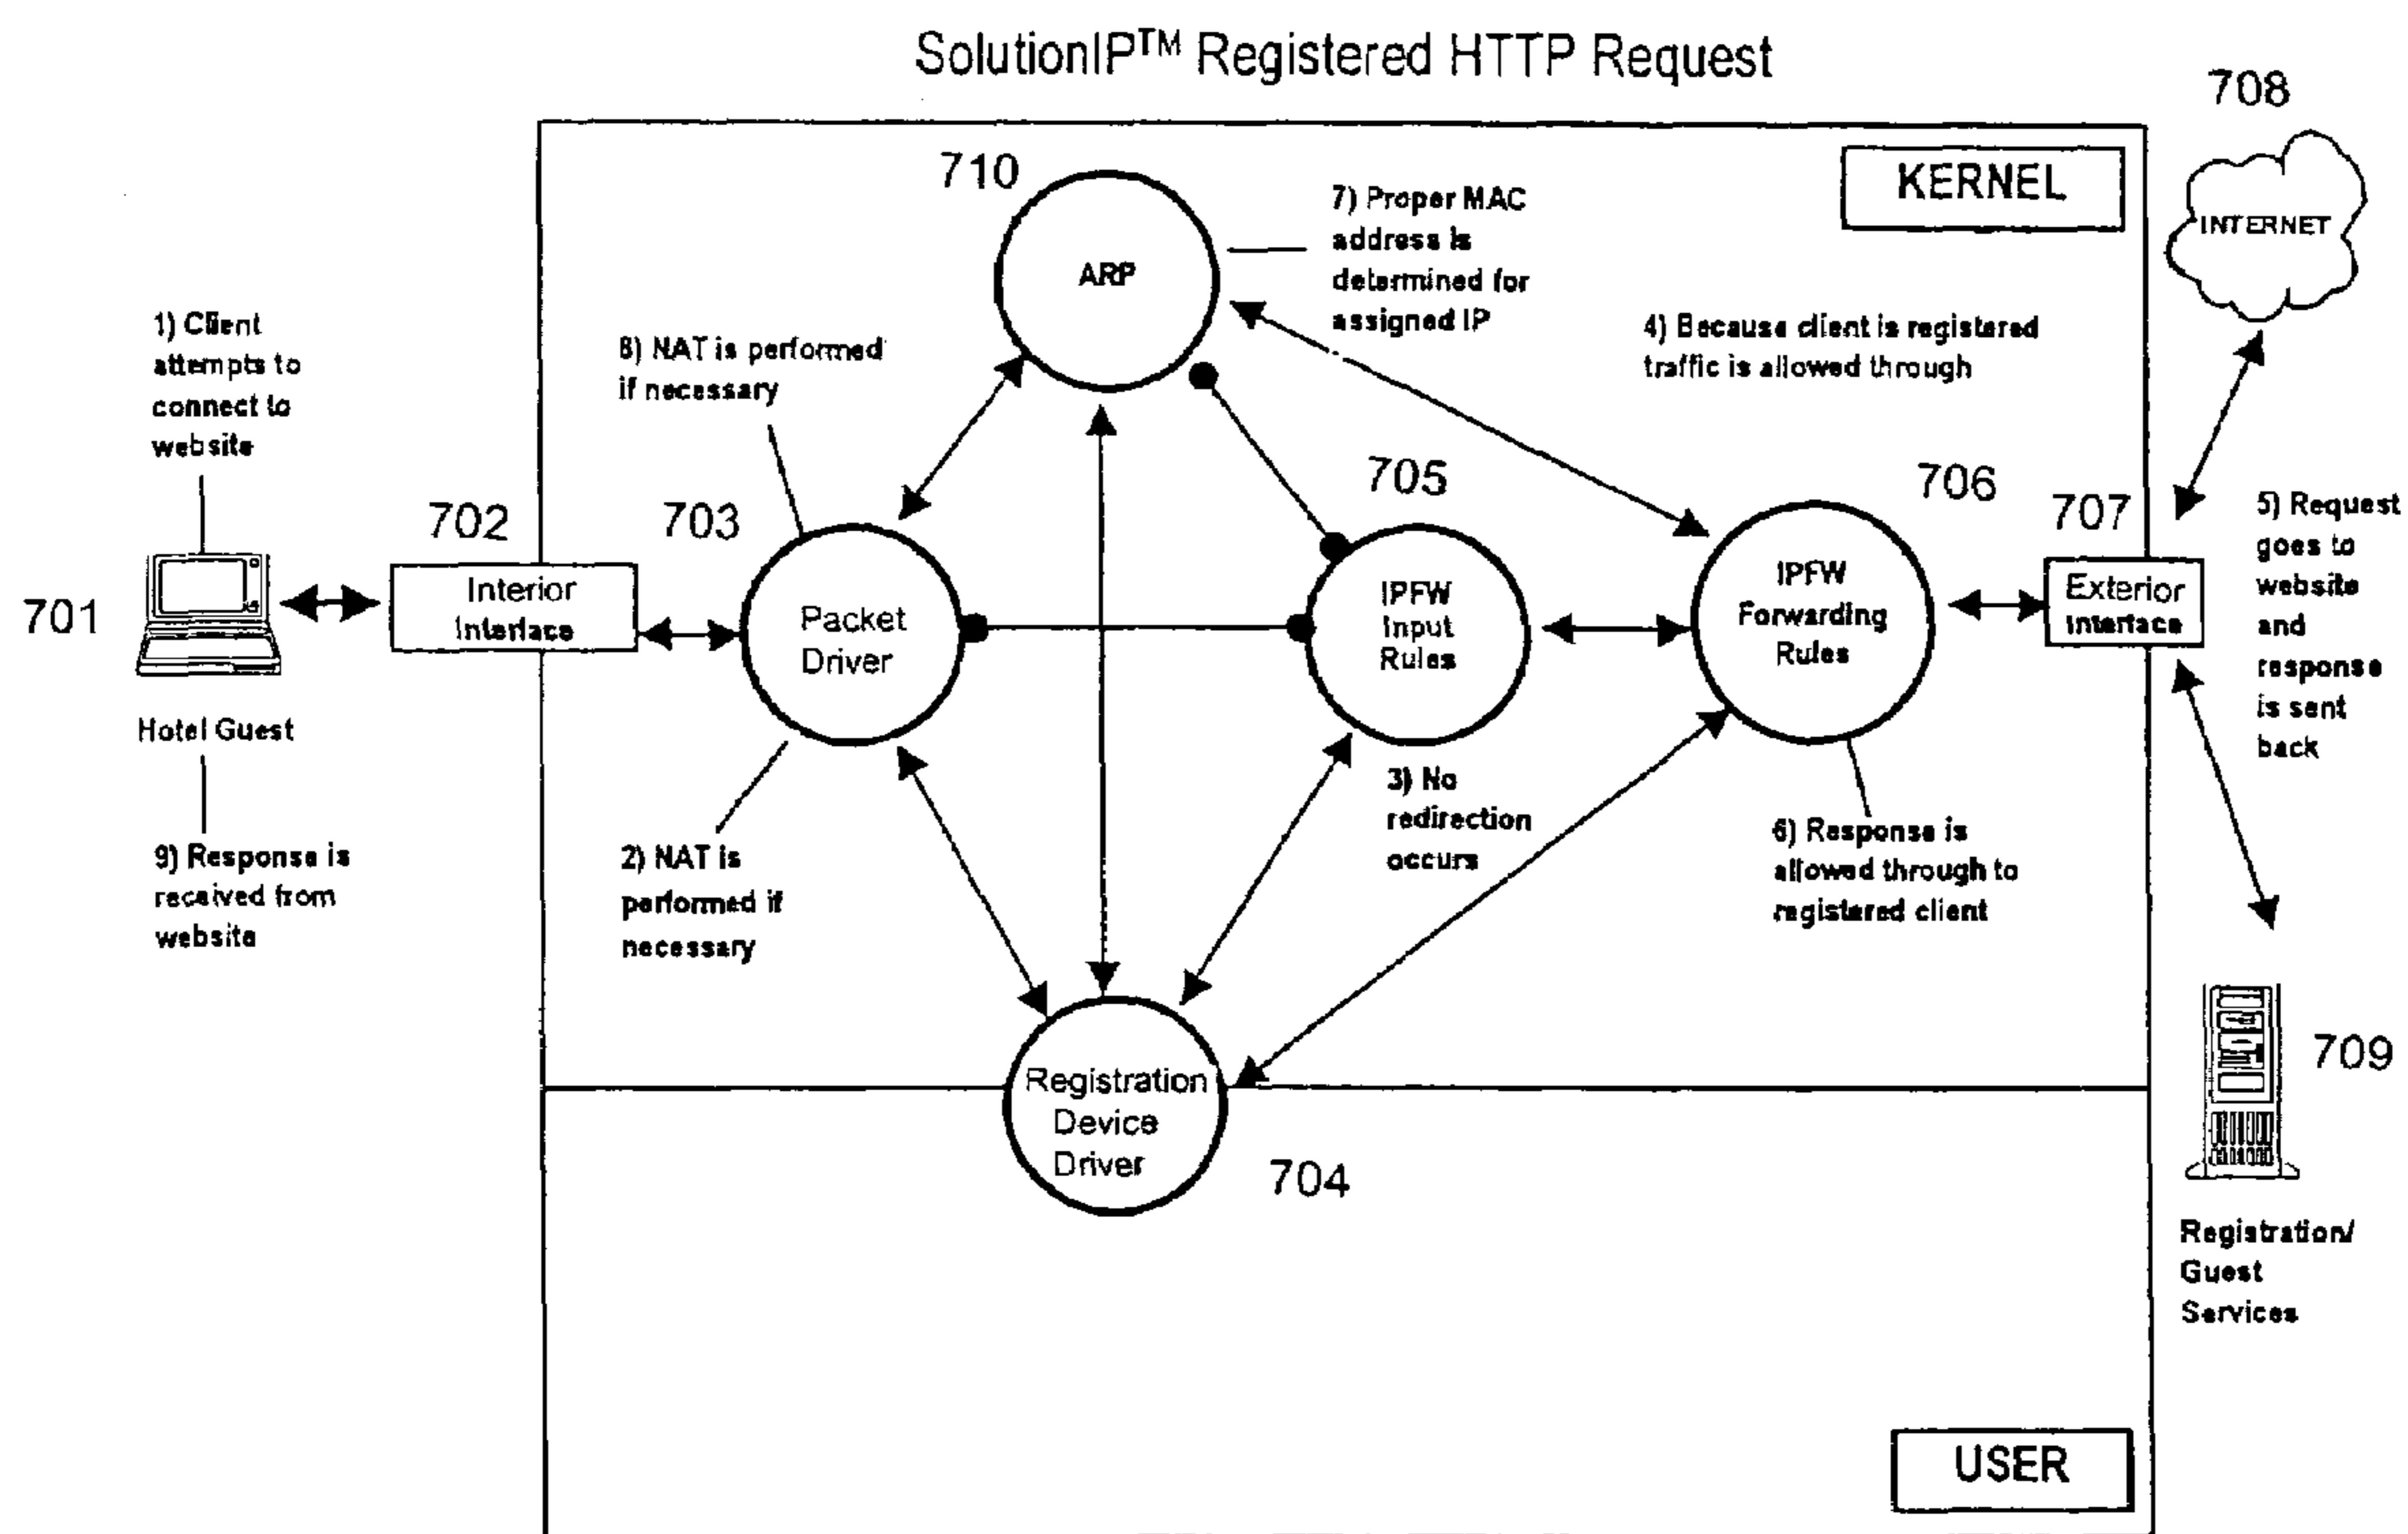 SolutionIP™ Registered HTTP Request
708
710
KERNEL
INTERNET
7) Proper MAC
address is
determined for
assigned IP
ARP
1) Client
attempts to
connect to
website
8) NAT is performed
if necessary
4) Because client is registered
traffic is allowed through
705
706
702
703
707
5) Request
goes to
website
and
response
is sent
back
701
Interior
Interface
Packet
Driver
IPFW
Input
Rules
IPFW
Forwarding
Rules
Exterior
Interface
Hotel Guest
3) No
redirection
occurs
9) Response is
received from
website
2) NAT is
performed if
necessary
6) Response is
allowed through to
registered client
709
Registration
Device
Driver
704
Registration/
Guest
Services
USER